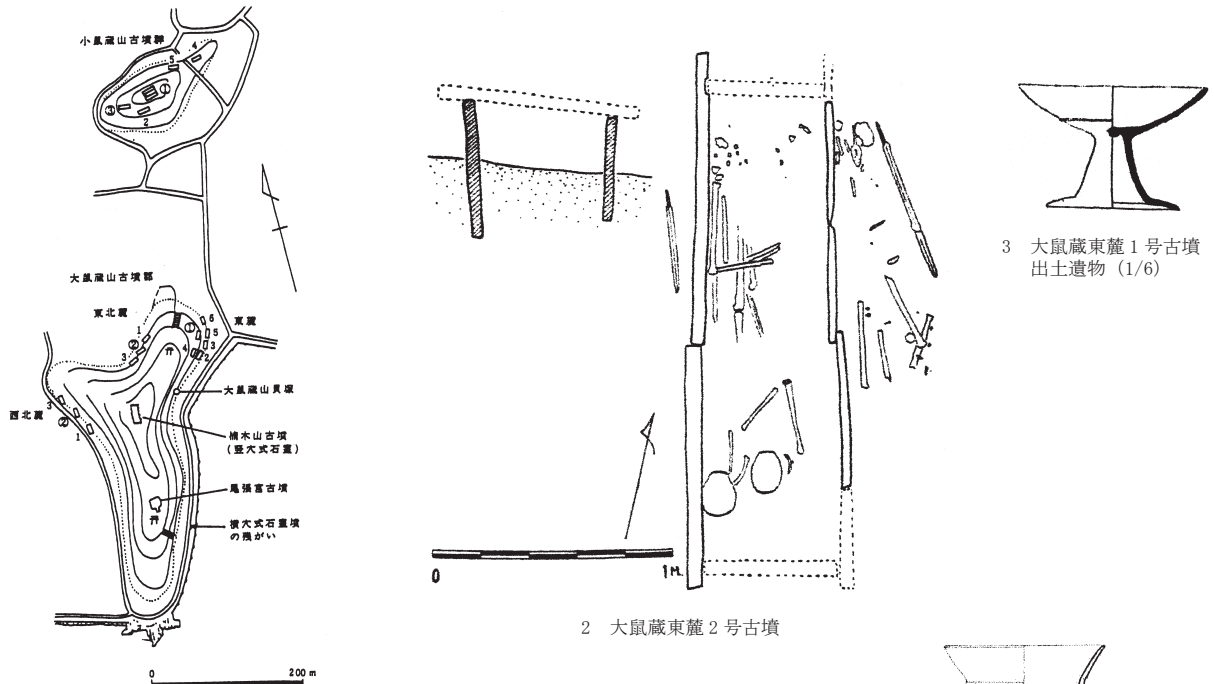 小鼠蔵山古墳群
4
5
①
③
2
大鼠蔵山古墳群
東北麓
東麓
6
1
①
5
②
3
3
4
2
大鼠蔵山貝塚
西北麓
3
②
1
楠木山古墳
(竪穴式石室)
尾張宮古墳
横穴式石室墳
の残がい
0 200 m
0 1M.
2 大鼠蔵東麓 2 号古墳
3 大鼠蔵東麓 1 号古墳
出土遺物 (1/6)